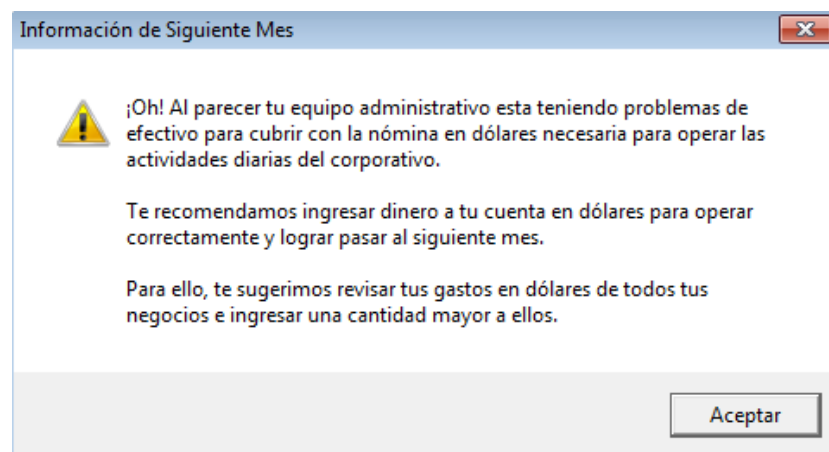 Información de Siguiente Mes
¡Oh! Al parecer tu equipo administrativo esta teniendo problemas de
efectivo para cubrir con la nómina en dólares necesaria para operar las
actividades diarias del corporativo.
Te recomendamos ingresar dinero a tu cuenta en dólares para operar
correctamente y lograr pasar al siguiente mes.
Para ello, te sugerimos revisar tus gastos en dólares de todos tus
negocios e ingresar una cantidad mayor a ellos.
Aceptar